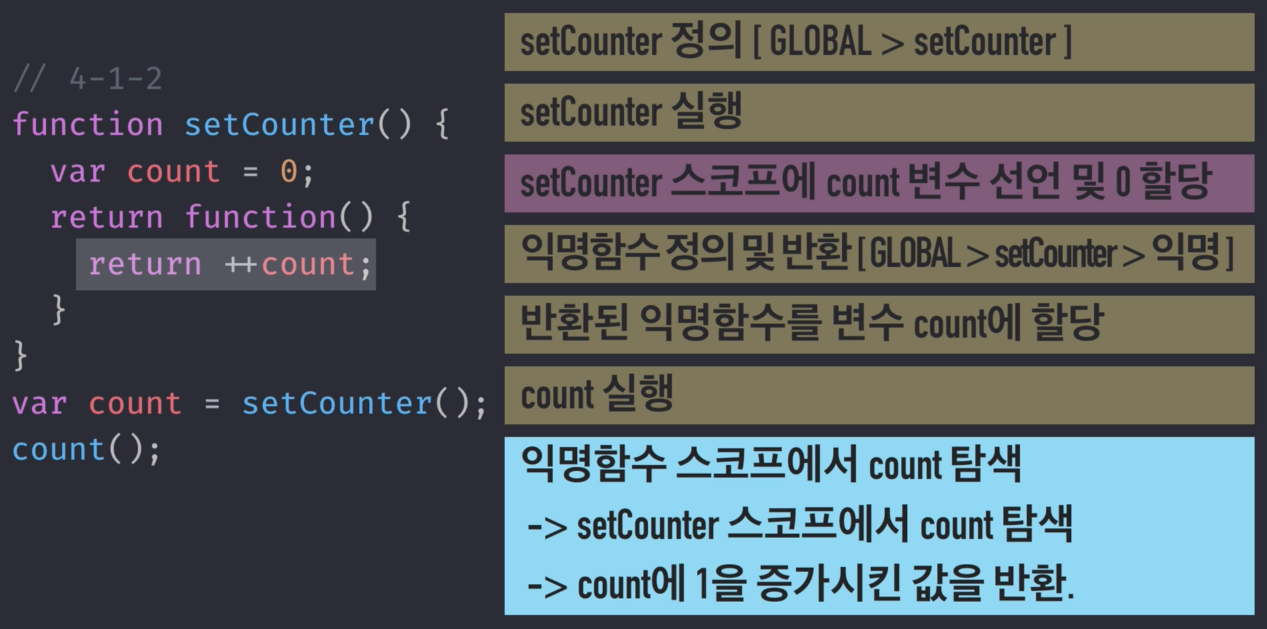 // 4-1-2
function setCounter() {
var count = 0;
return function() {
return ++count;
}
}
var count = setCounter();
count();
setCounter 정의 [ GLOBAL > setCounter ]
setCounter 실행
setCounter 스코프에 count 변수 선언 및 0 할당
익명함수 정의 및 반환 [ GLOBAL > setCounter > 익명 ]
반환된 익명함수를 변수 count에 할당
count 실행
익명함수 스코프에서 count 탐색
-> setCounter 스코프에서 count 탐색
-> count에 1을 증가시킨 값을 반환.